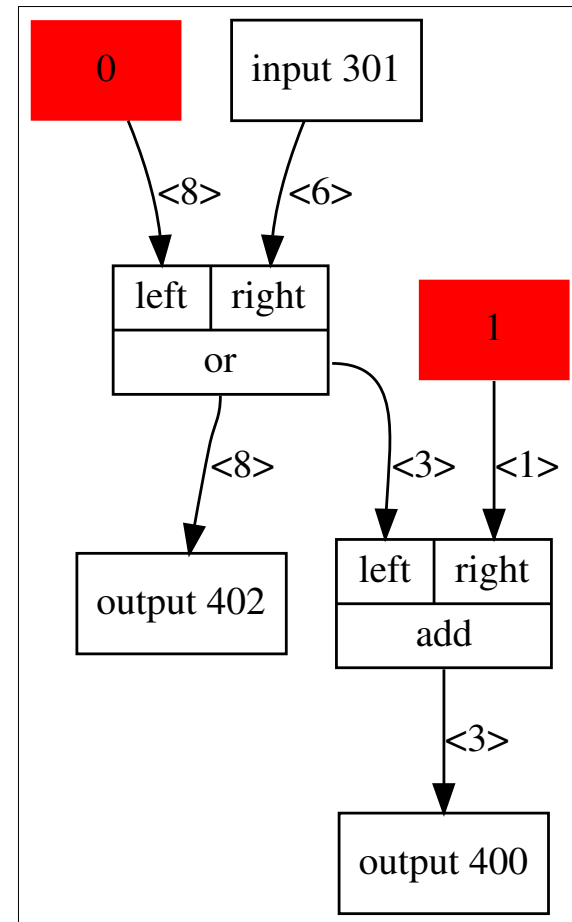 0
input 301
<8>
<6>
left right
or
1
<8>
<3>
<1>
output 402
left right
add
<3>
output 400